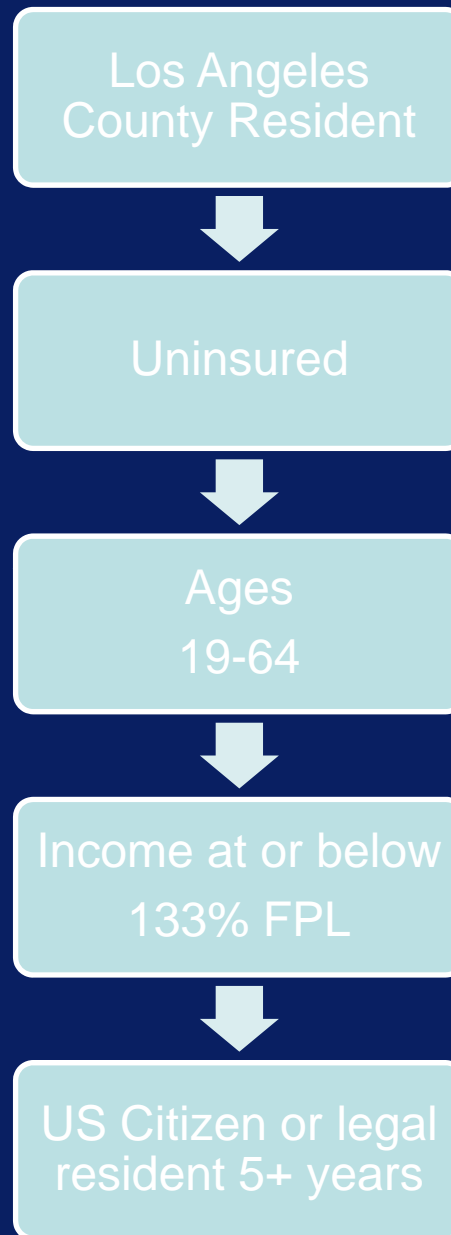 Los Angeles
County Resident
Uninsured
Ages
19-64
Income at or below
133% FPL
US Citizen or legal
resident 5+ years